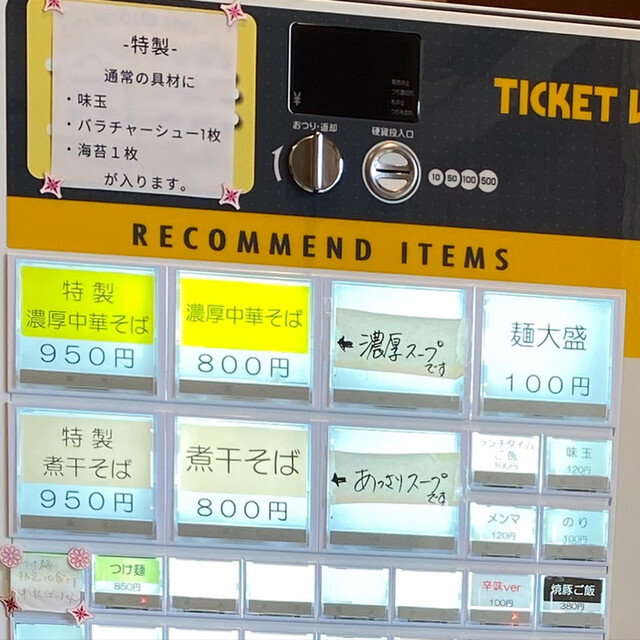 -特製-
通常の具材に
・味玉
・バラチャーシュー1枚
・海苔１枚
が入ります。
¥
おつり・返却
硬貨投入口
10 50 100 500
TICKET
RECOMMEND ITEMS
特製
濃厚中華そば
950円
濃厚中華そば
800円
←濃厚スープ
です
麺大盛
100円
特製
煮干そば
950円
煮干そば
800円
←あっさりスープ
です
ランチタイム
ご飯
100円
味玉
120円
メンマ
120円
のり
100円
つけ麺
つけ麺
850円
辛味ver
100円
焼豚ご飯
380円